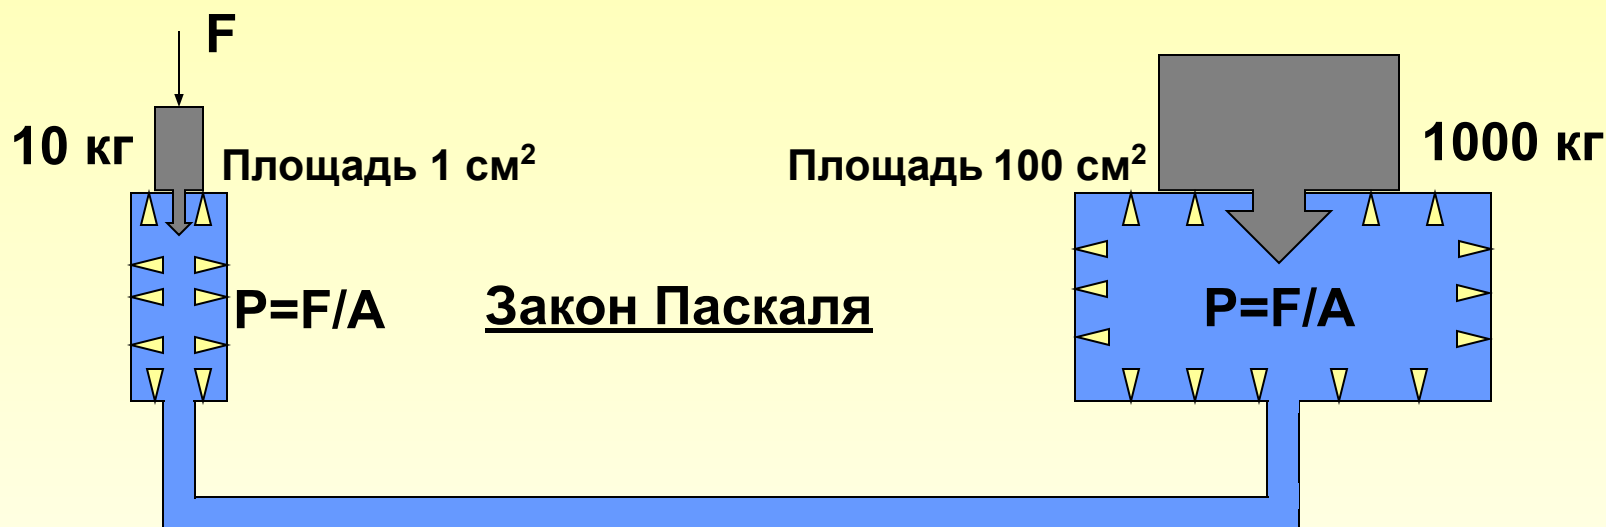 F
10 кг
Площадь 1 см²
Площадь 100 см²
1000 кг
P=F/A
Закон Паскаля
P=F/A